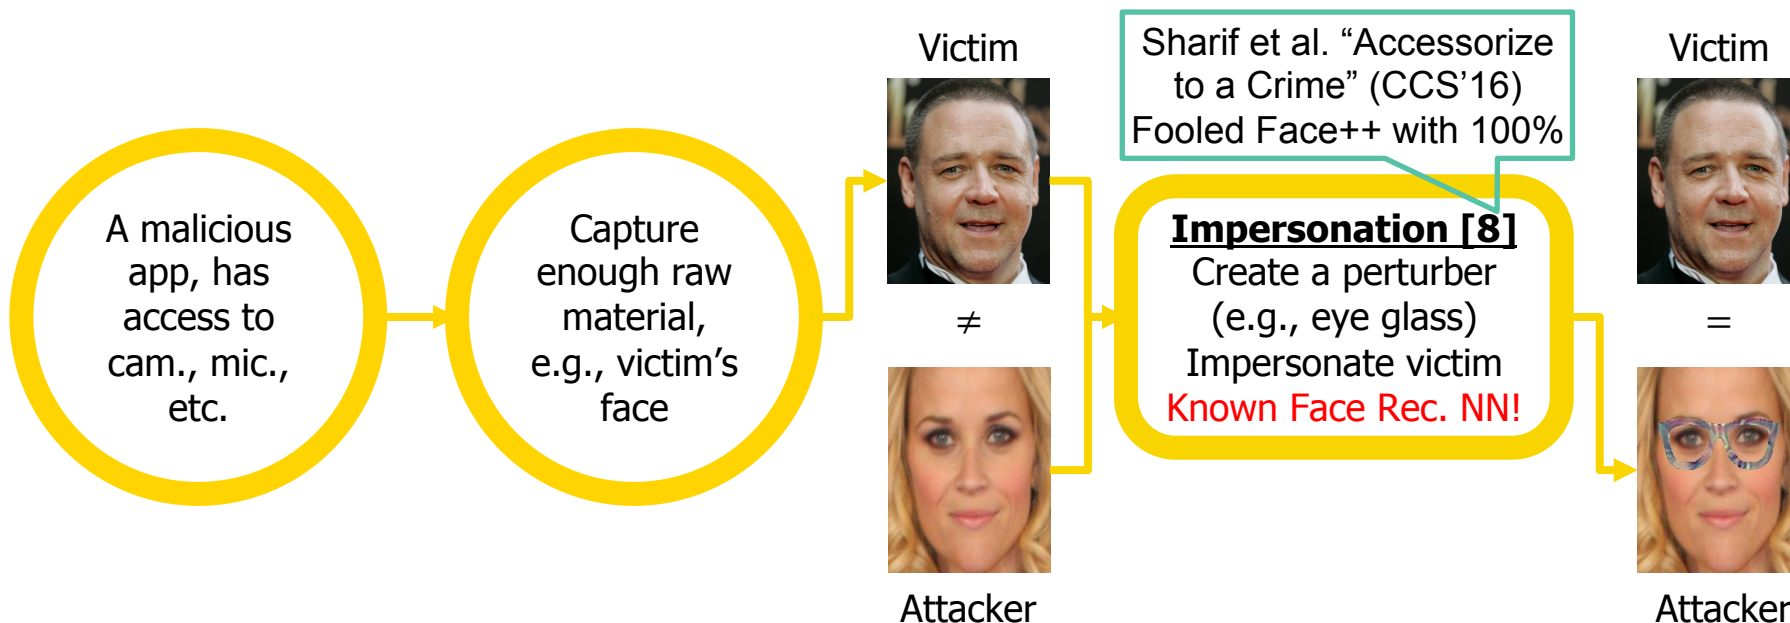 A malicious
app, has
access to
cam., mic.,
etc.
Capture
enough raw
material,
e.g., victim’s
face
Victim
≠
Attacker
Sharif et al. “Accessorize
to a Crime” (CCS’16)
Fooled Face++ with 100%
Impersonation [8]
Create a perturber
(e.g., eye glass)
Impersonate victim
Known Face Rec. NN!
Victim
=
Attacker